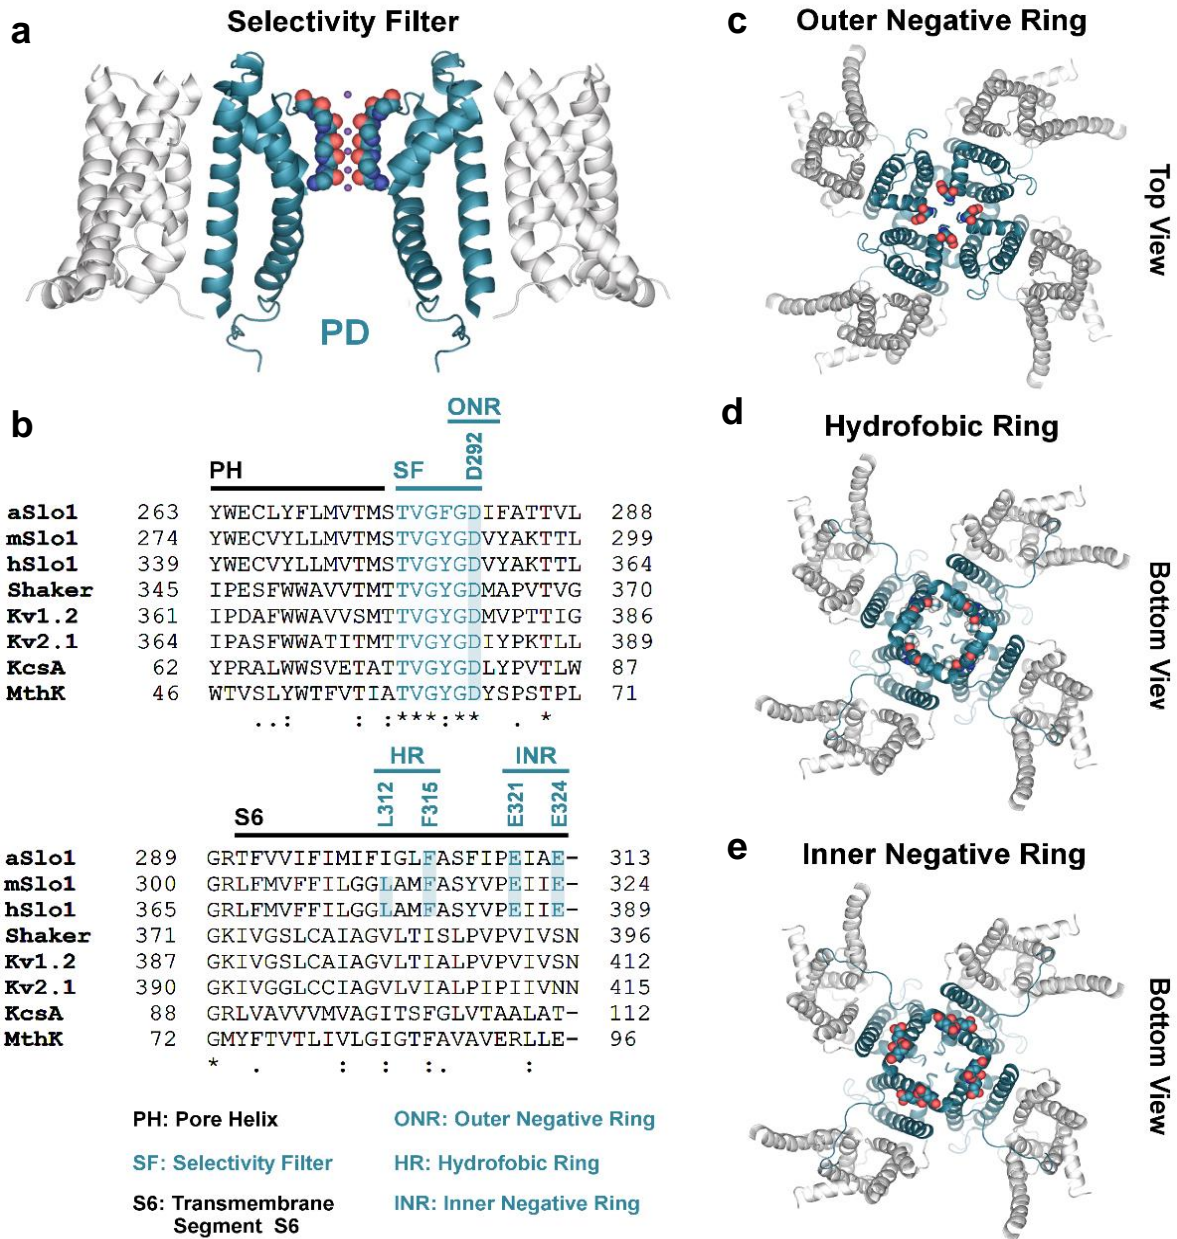 a
Selectivity Filter
PD
b
ONR
D292
PH
SF
aSlo1 263 YWECLYFLMVTMSTVGFGDIFATTVL 288
mSlo1 274 YWECVYLLMVTMSTVGYGDVYAKTTL 299
hSlo1 339 YWECVYLLMVTMSTVGYGDVYAKTTL 364
Shaker 345 IPESFWWAVVTMTTVGYGDMAPVTVG 370
Kv1.2 361 IPDAFWWAVVSMTTVGYGDMVPTTIG 386
Kv2.1 364 IPASFWWATITMTTVGYGDIYPKTLL 389
KcsA 62 YPRALWWSVETATTVGYGDLYPVTLW 87
MthK 46 WTVSLYWTFVTIATVGYGDYSPSTPL 71
..: : :***:** . *
HR
INR
L312
F315
E321
E324
S6
aSlo1 289 GRTFVVIFIMIFIGLFASFIPEIAE- 313
mSlo1 300 GRLFMVFFILGGLAMFASYVPEIIE- 324
hSlo1 365 GRLFMVFFILGGLAMFASYVPEIIE- 389
Shaker 371 GKIVGSLCAIAGVLTISLPVPVIVSN 396
Kv1.2 387 GKIVGSLCAIAGVLTIALPVPVIVSN 412
Kv2.1 390 GKIVGGLCCIAGVLVIALPIPIIVNN 415
KcsA 88 GRLVAVVVMVAGITSFGLVTAALAT- 112
MthK 72 GMYFTVTLIVLGIGTFAVAVERLLE- 96
* . : : :. :
PH: Pore Helix
ONR: Outer Negative Ring
SF: Selectivity Filter
HR: Hydrofobic Ring
S6: Transmembrane
Segment S6
INR: Inner Negative Ring
c
Outer Negative Ring
Top View
d
Hydrofobic Ring
Bottom View
e
Inner Negative Ring
Bottom View